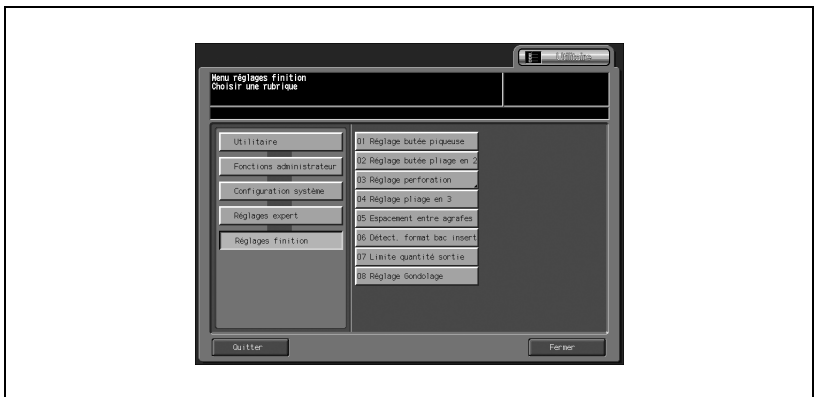 Utilitaire
Menu réglages finition
Choisir une rubrique
Utilitaire
Fonctions administrateur
Configuration système
Réglages expert
Réglages finition
01 Réglage butée piqueuse
02 Réglage butée pliage en 2
03 Réglage perforation
04 Réglage pliage en 3
05 Espacement entre agrafes
06 Détect. format bac insert
07 Limite quantité sortie
08 Réglage Gondolage
Quitter
Fermer